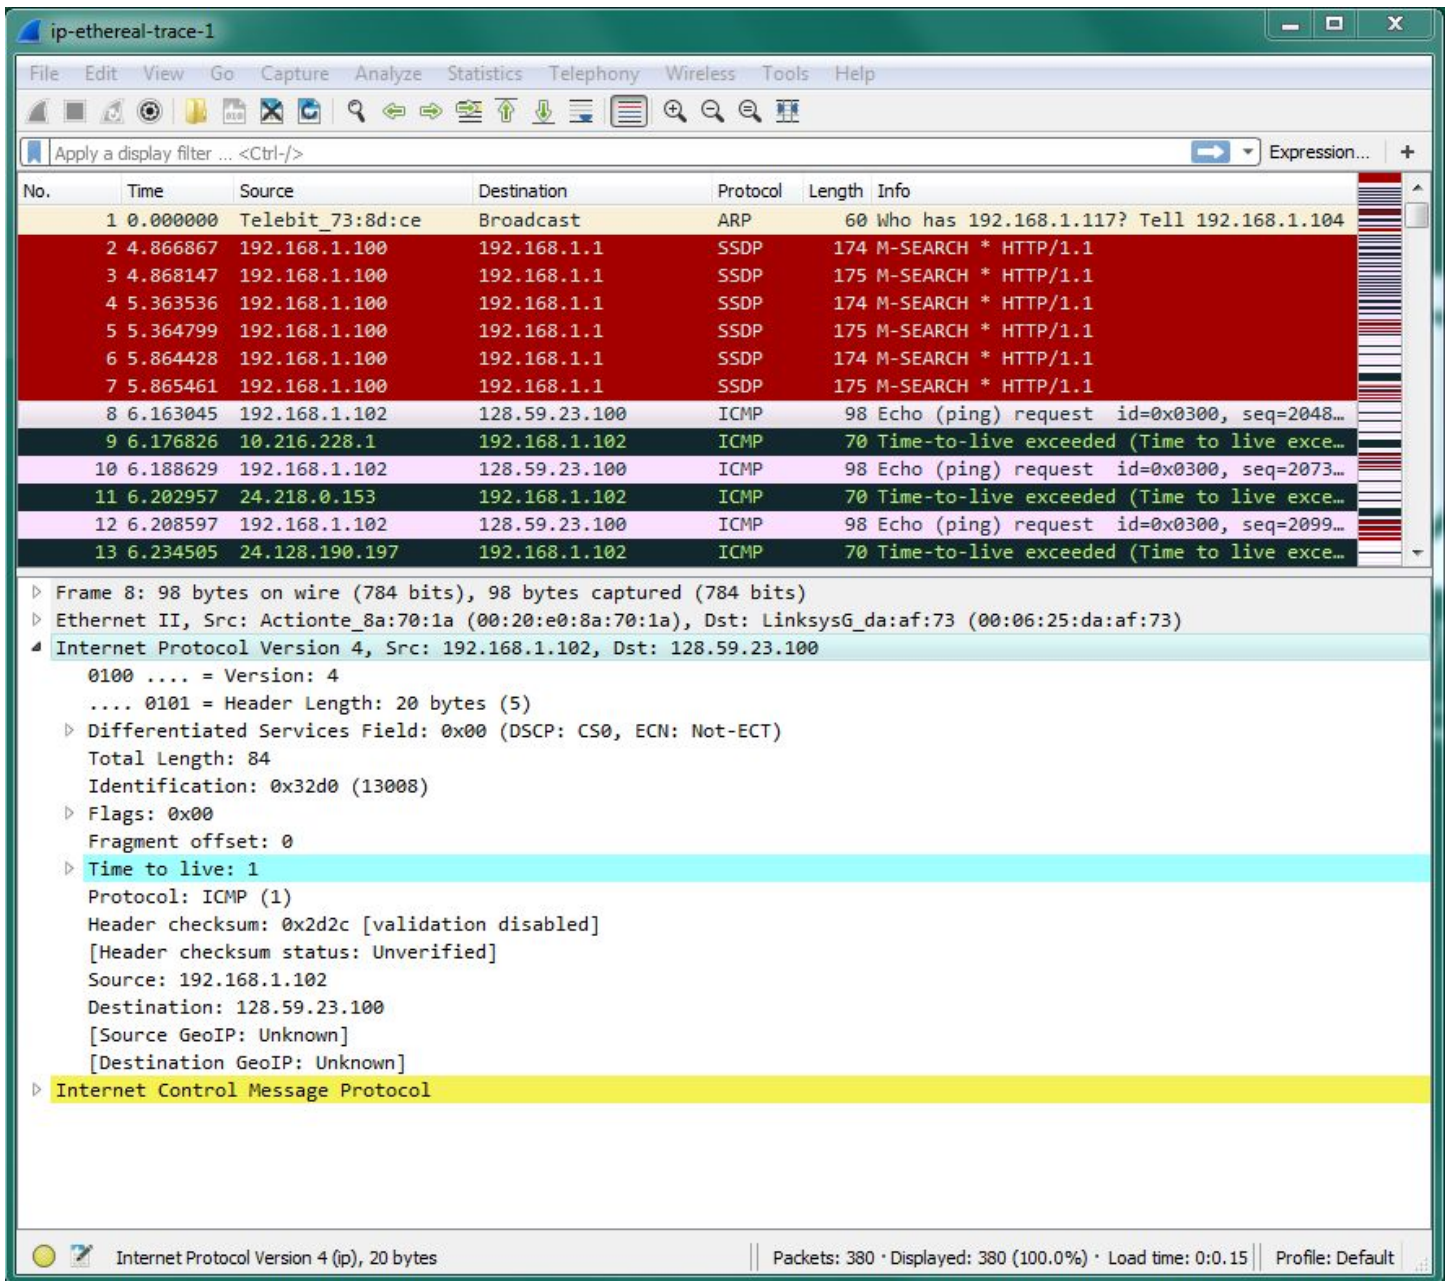 ip-ethereal-trace-1
File Edit View Go Capture Analyze Statistics Telephony Wireless Tools Help
Apply a display filter ... <Ctrl-/> Expression... +
No. Time Source Destination Protocol Length Info
1 0.000000 Telebit_73:8d:ce Broadcast ARP 60 Who has 192.168.1.117? Tell 192.168.1.104
2 4.866867 192.168.1.100 192.168.1.1 SSDP 174 M-SEARCH * HTTP/1.1
3 4.868147 192.168.1.100 192.168.1.1 SSDP 175 M-SEARCH * HTTP/1.1
4 5.363536 192.168.1.100 192.168.1.1 SSDP 174 M-SEARCH * HTTP/1.1
5 5.364799 192.168.1.100 192.168.1.1 SSDP 175 M-SEARCH * HTTP/1.1
6 5.864428 192.168.1.100 192.168.1.1 SSDP 174 M-SEARCH * HTTP/1.1
7 5.865461 192.168.1.100 192.168.1.1 SSDP 175 M-SEARCH * HTTP/1.1
8 6.163045 192.168.1.102 128.59.23.100 ICMP 98 Echo (ping) request id=0x0300, seq=2048…
9 6.176826 10.216.228.1 192.168.1.102 ICMP 70 Time-to-live exceeded (Time to live exce…
10 6.188629 192.168.1.102 128.59.23.100 ICMP 98 Echo (ping) request id=0x0300, seq=2073…
11 6.202957 24.218.0.153 192.168.1.102 ICMP 70 Time-to-live exceeded (Time to live exce…
12 6.208597 192.168.1.102 128.59.23.100 ICMP 98 Echo (ping) request id=0x0300, seq=2099…
13 6.234505 24.128.190.197 192.168.1.102 ICMP 70 Time-to-live exceeded (Time to live exce…
Frame 8: 98 bytes on wire (784 bits), 98 bytes captured (784 bits)
Ethernet II, Src: Actionte_8a:70:1a (00:20:e0:8a:70:1a), Dst: LinksysG_da:af:73 (00:06:25:da:af:73)
Internet Protocol Version 4, Src: 192.168.1.102, Dst: 128.59.23.100
0100 .... = Version: 4
.... 0101 = Header Length: 20 bytes (5)
Differentiated Services Field: 0x00 (DSCP: CS0, ECN: Not-ECT)
Total Length: 84
Identification: 0x32d0 (13008)
Flags: 0x00
Fragment offset: 0
Time to live: 1
Protocol: ICMP (1)
Header checksum: 0x2d2c [validation disabled]
[Header checksum status: Unverified]
Source: 192.168.1.102
Destination: 128.59.23.100
[Source GeoIP: Unknown]
[Destination GeoIP: Unknown]
Internet Control Message Protocol
Internet Protocol Version 4 (ip), 20 bytes Packets: 380 · Displayed: 380 (100.0%) · Load time: 0:0.15 Profile: Default